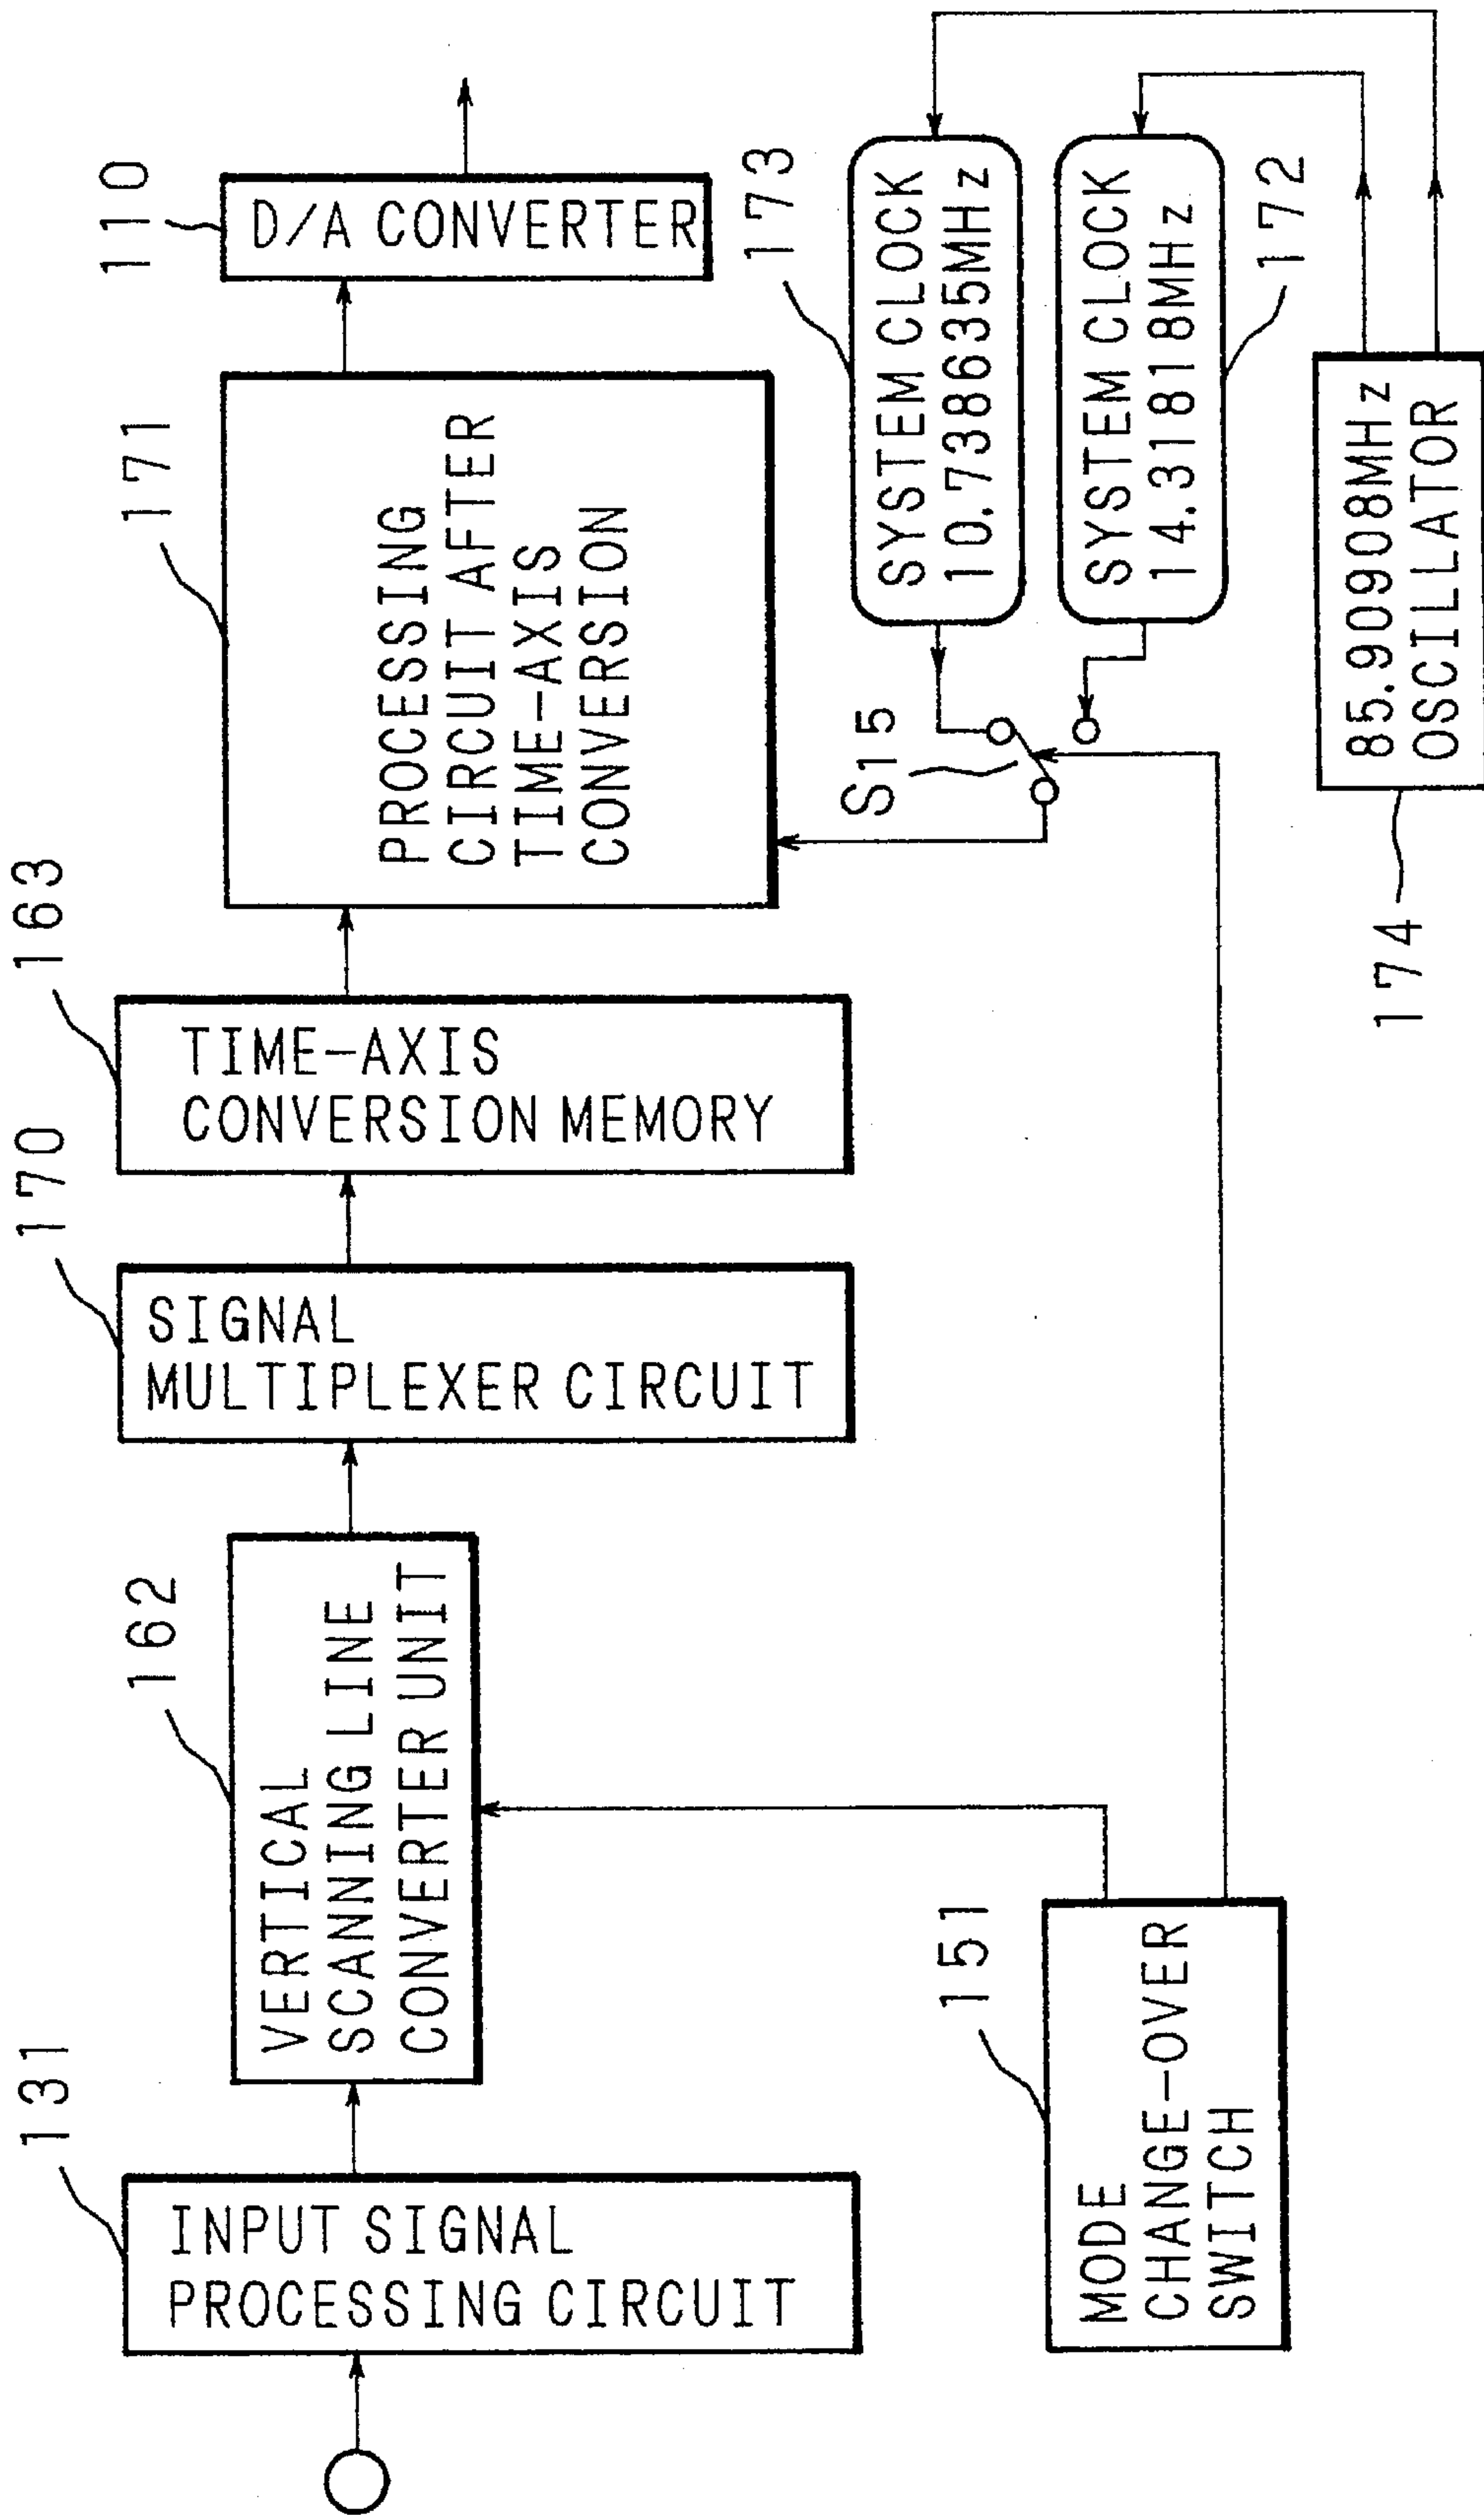 131
INPUT SIGNAL
PROCESSING CIRCUIT
162
VERTICAL
SCANNING LINE
CONVERTER UNIT
170
SIGNAL
MULTIPLEXER CIRCUIT
163
TIME-AXIS
CONVERSION MEMORY
171
PROCESSING
CIRCUIT AFTER
TIME-AXIS
CONVERSION
110
D/A CONVERTER
151
MODE
CHANGE-OVER
SWITCH
S15
173
SYSTEM CLOCK
10.738635MHz
SYSTEM CLOCK
14.31818MHz
172
85.90908MHz
OSCILLATOR
174